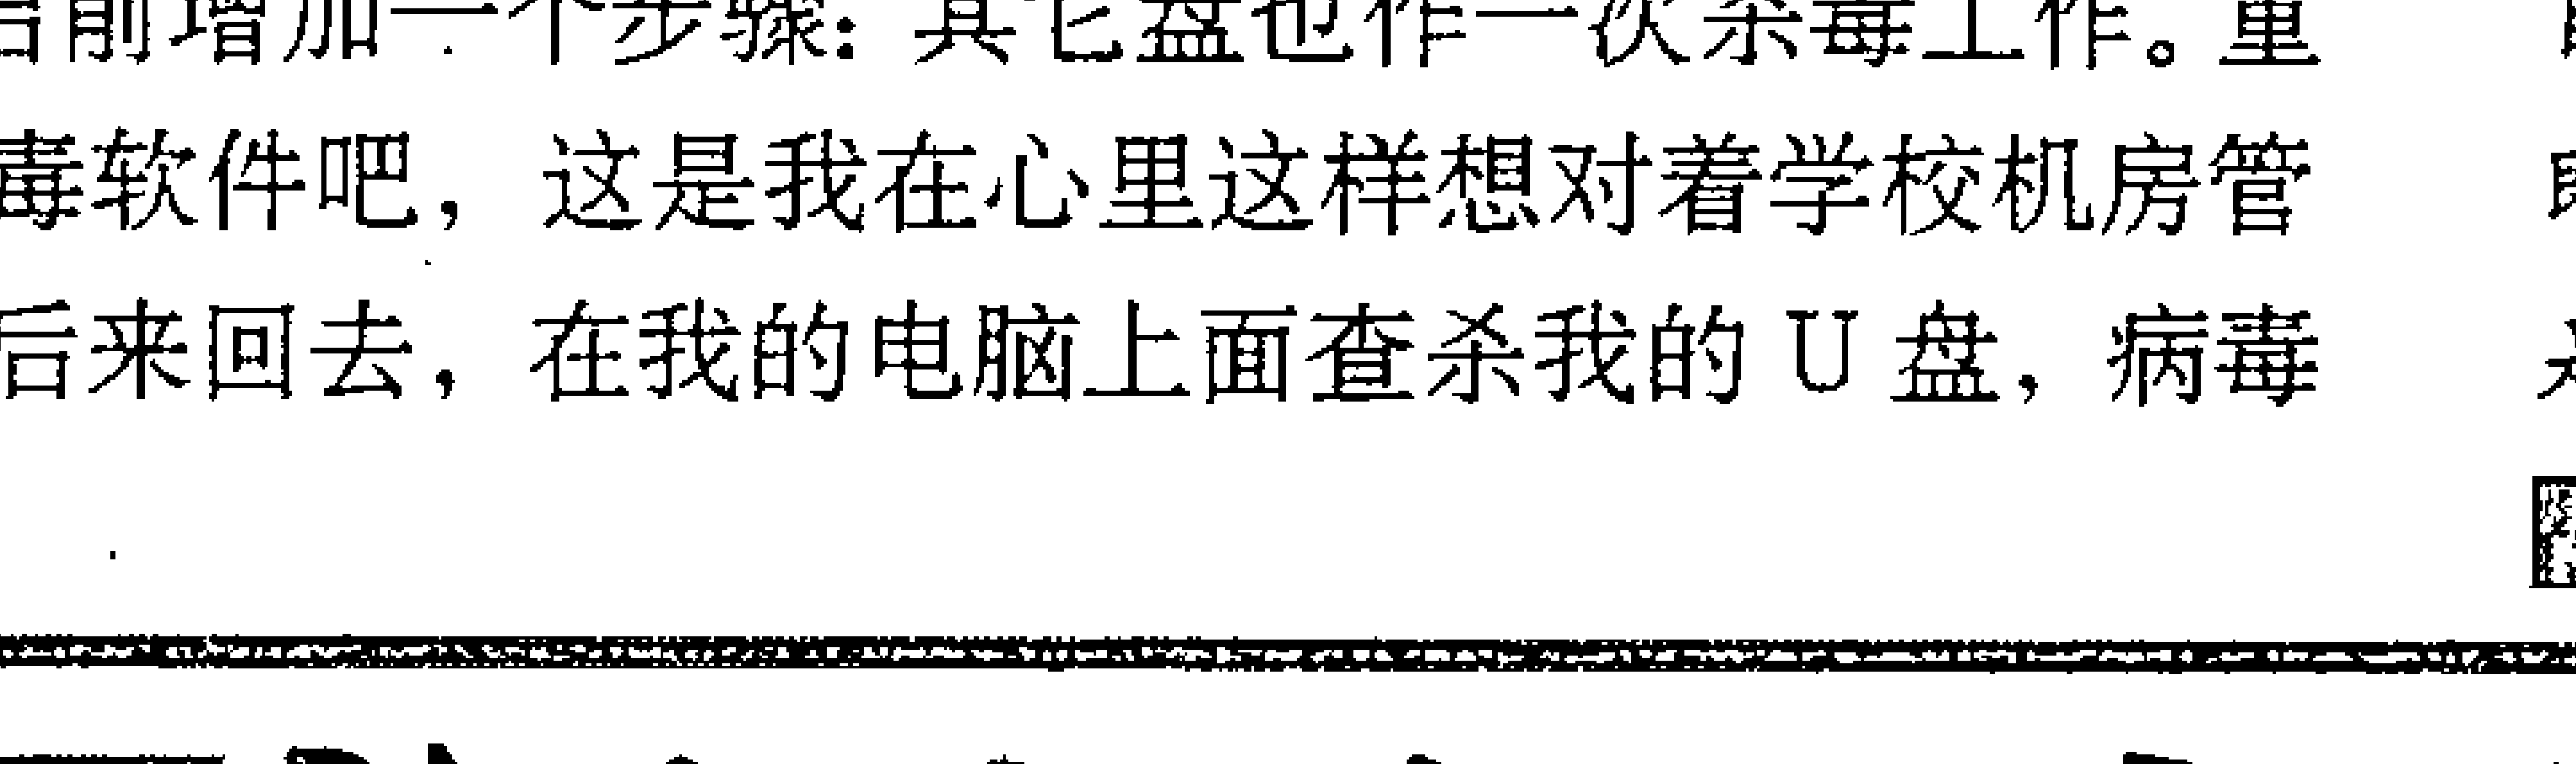 前增加一个步骤：其它盘也作一次杀毒工作。重
毒软件吧，这是我在心里这样想对着学校机房管
后来回去，在我的电脑上面查杀我的 U 盘，病毒